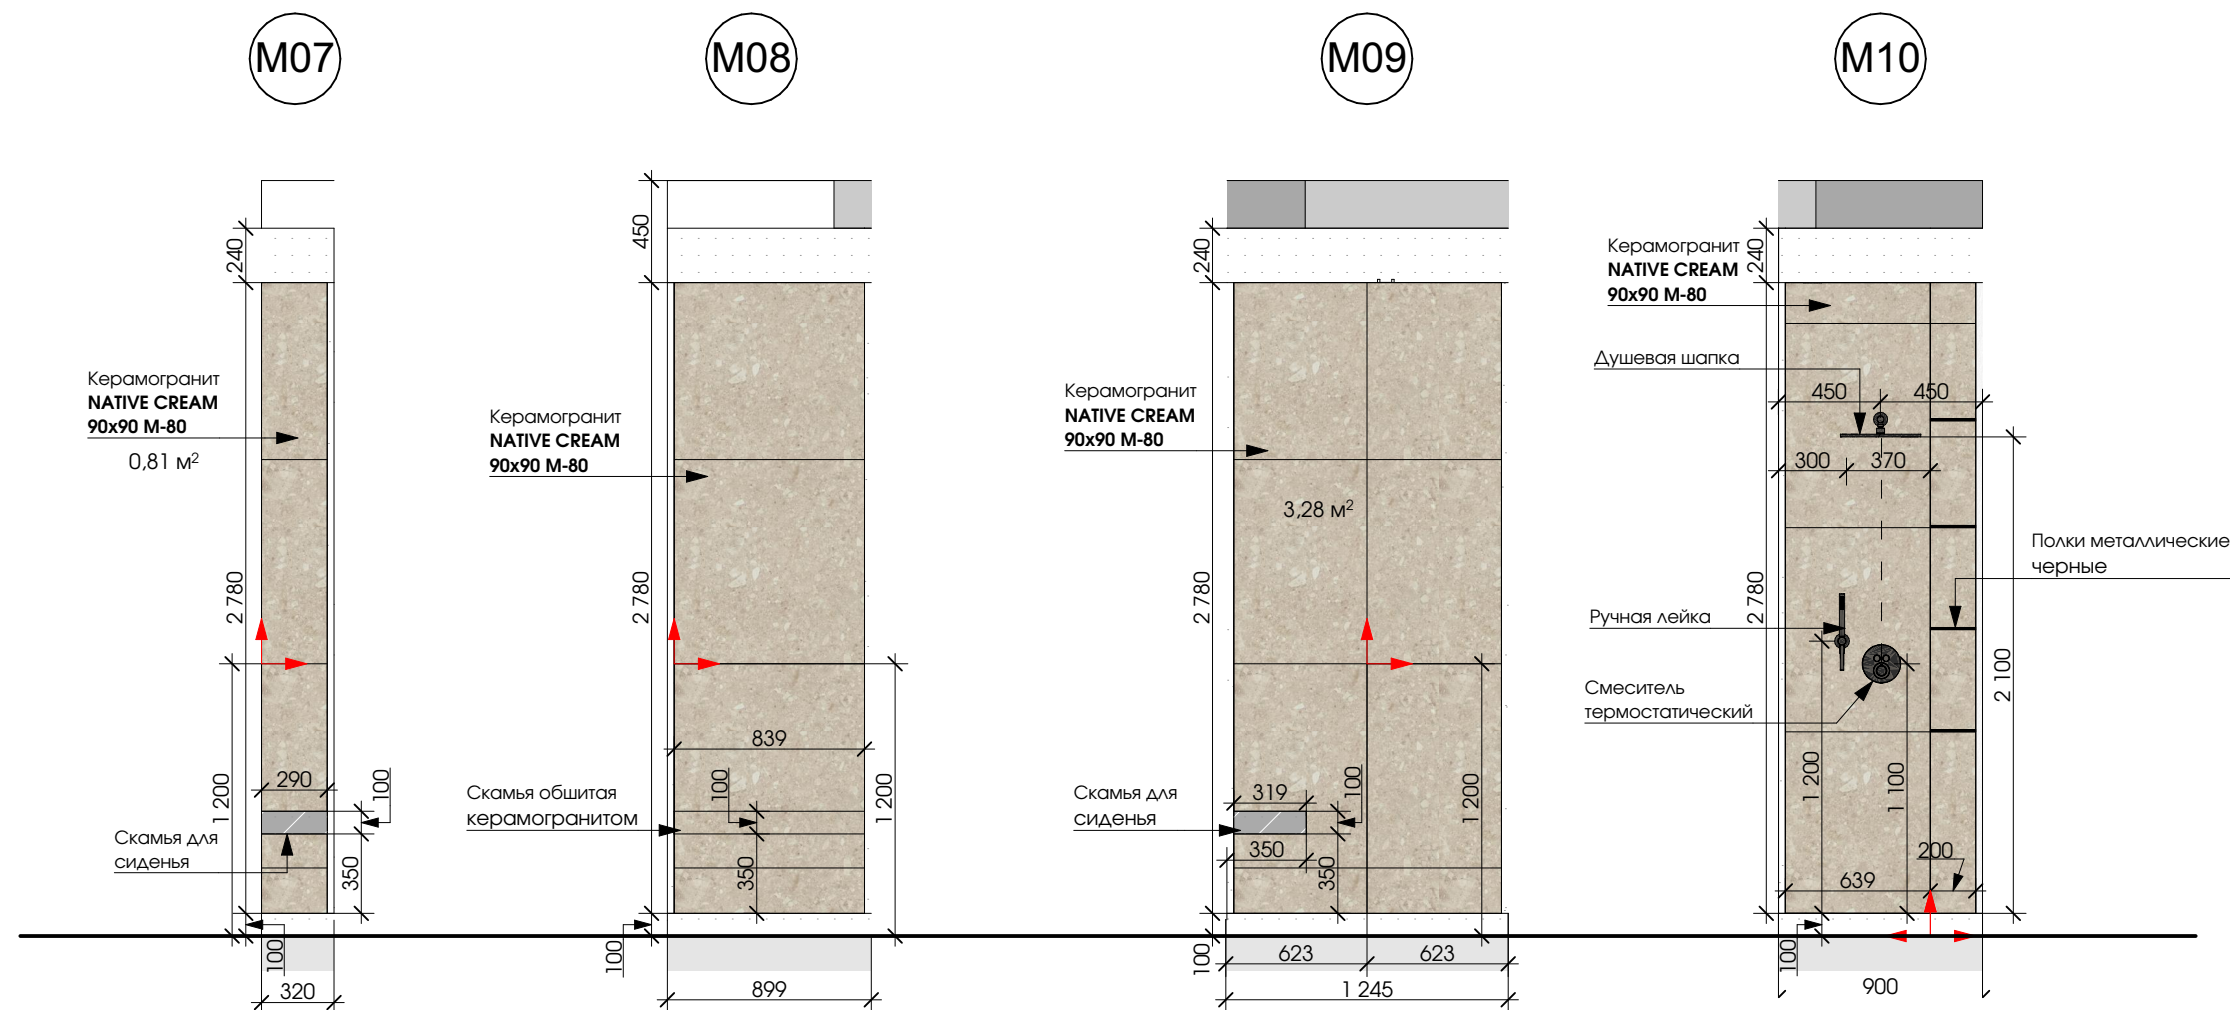 M07
M08
M09
M10
240
2 780
Керамогранит
NATIVE CREAM
90x90 M-80
0,81 м²
1 200
290
100
350
Скамья для
сиденья
100
320
450
2 780
Керамогранит
NATIVE CREAM
90x90 M-80
839
100
350
1 200
Скамья обшитая
керамогранитом
100
899
240
2 780
Керамогранит
NATIVE CREAM
90x90 M-80
3,28 м²
319
100
350
350
1 200
Скамья для
сиденья
100
623
623
1 245
Керамогранит
NATIVE CREAM
90x90 M-80
240
Душевая шапка
450
450
300
370
2 780
Полки металлические
черные
Ручная лейка
Смеситель
термостатический
2 100
1 200
1 100
200
639
100
900